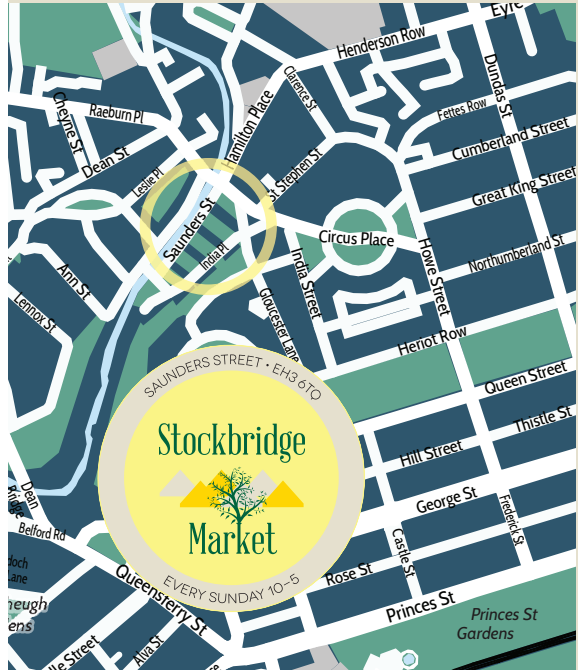 Eyre
Henderson Row
Clarence St
Dundas St
Hamilton Place
Fettes Row
Cheyne St
Raeburn Pl
Cumberland Street
Dean St
Leslie Pl
St Stephen St
Great King Street
Saunders St
India Pl
Circus Place
Howe Street
India Street
Northumberland St
Ann St
Lennox St
Gloucester Lane
Heriot Row
SAUNDERS STREET • EH3 6TQ
Queen Street
Stockbridge
Market
EVERY SUNDAY 10–5
Thistle St
Hill Street
George St
Frederick St
Castle St
Dean
Bridge
Belford Rd
Lane
Queensferry St
Rose St
Princes St
Princes St
Gardens
Alva St